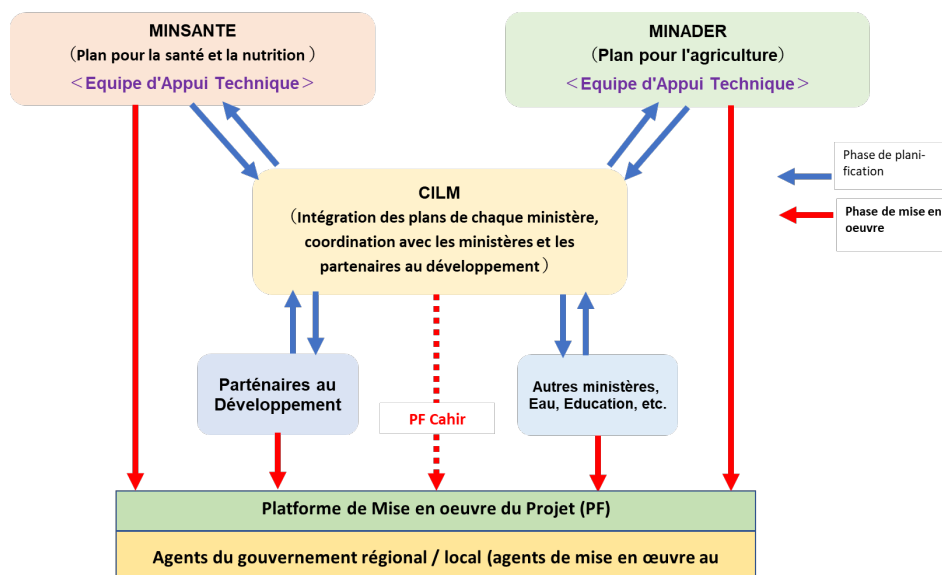 MINSANTE
（Plan pour la santé et la nutrition）
＜Equipe d'Appui Technique＞
MINADER
（Plan pour l'agriculture）
＜Equipe d'Appui Technique＞
Phase de plani-
fication
Phase de mise en
oeuvre
CILM
（Intégration des plans de chaque ministère,
coordination avec les ministères et les
partenaires au développement）
Parténaires au
Développement
PF Cahir
Autres ministères,
Eau, Education, etc.
Platforme de Mise en oeuvre du Projet (PF)
Agents du gouvernement régional / local (agents de mise en œuvre au